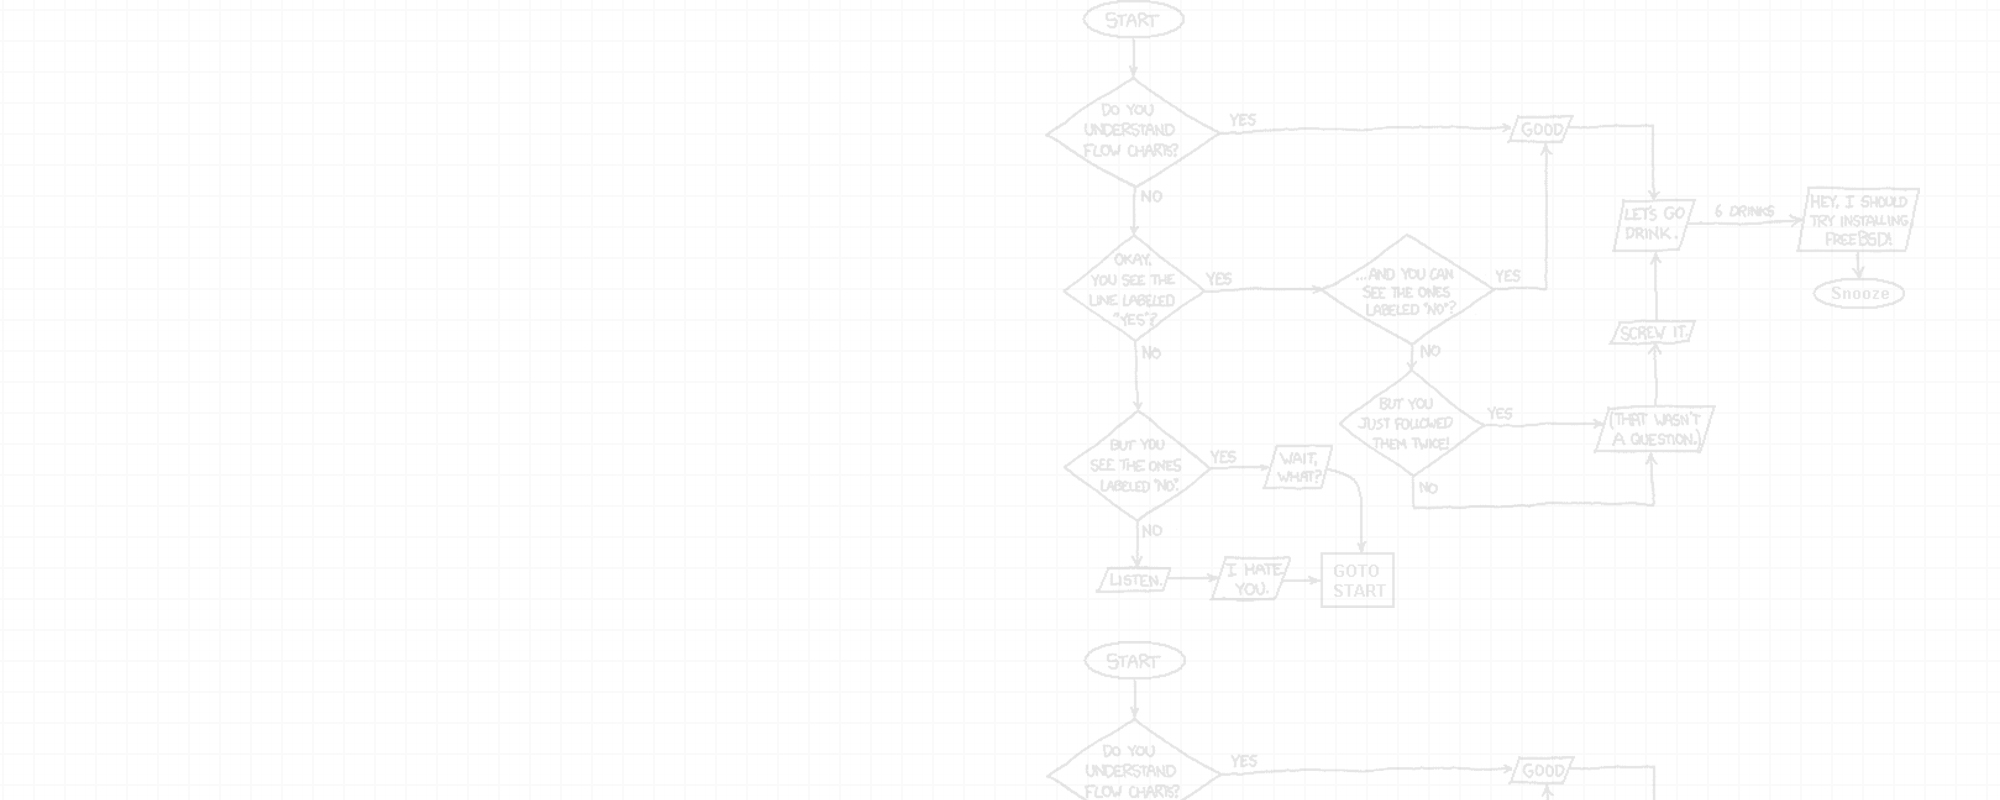 START
DO YOU
UNDERSTAND
FLOW CHARTS?
YES
GOOD
NO
LET'S GO
DRINK.
6 DRINKS
HEY, I SHOULD
TRY INSTALLING
FREEBSD!
Snooze
OKAY.
YOU SEE THE
LINE LABELED
"YES"?
YES
...AND YOU CAN
SEE THE ONES
LABELED "NO"?
YES
SCREW IT.
NO
NO
BUT YOU
JUST FOLLOWED
THEM TWICE!
YES
(THAT WASN'T
A QUESTION.)
NO
BUT YOU
SEE THE ONES
LABELED "NO".
YES
WAIT,
WHAT?
NO
LISTEN.
I HATE
YOU.
GOTO
START
START
DO YOU
UNDERSTAND
FLOW CHARTS?
YES
GOOD